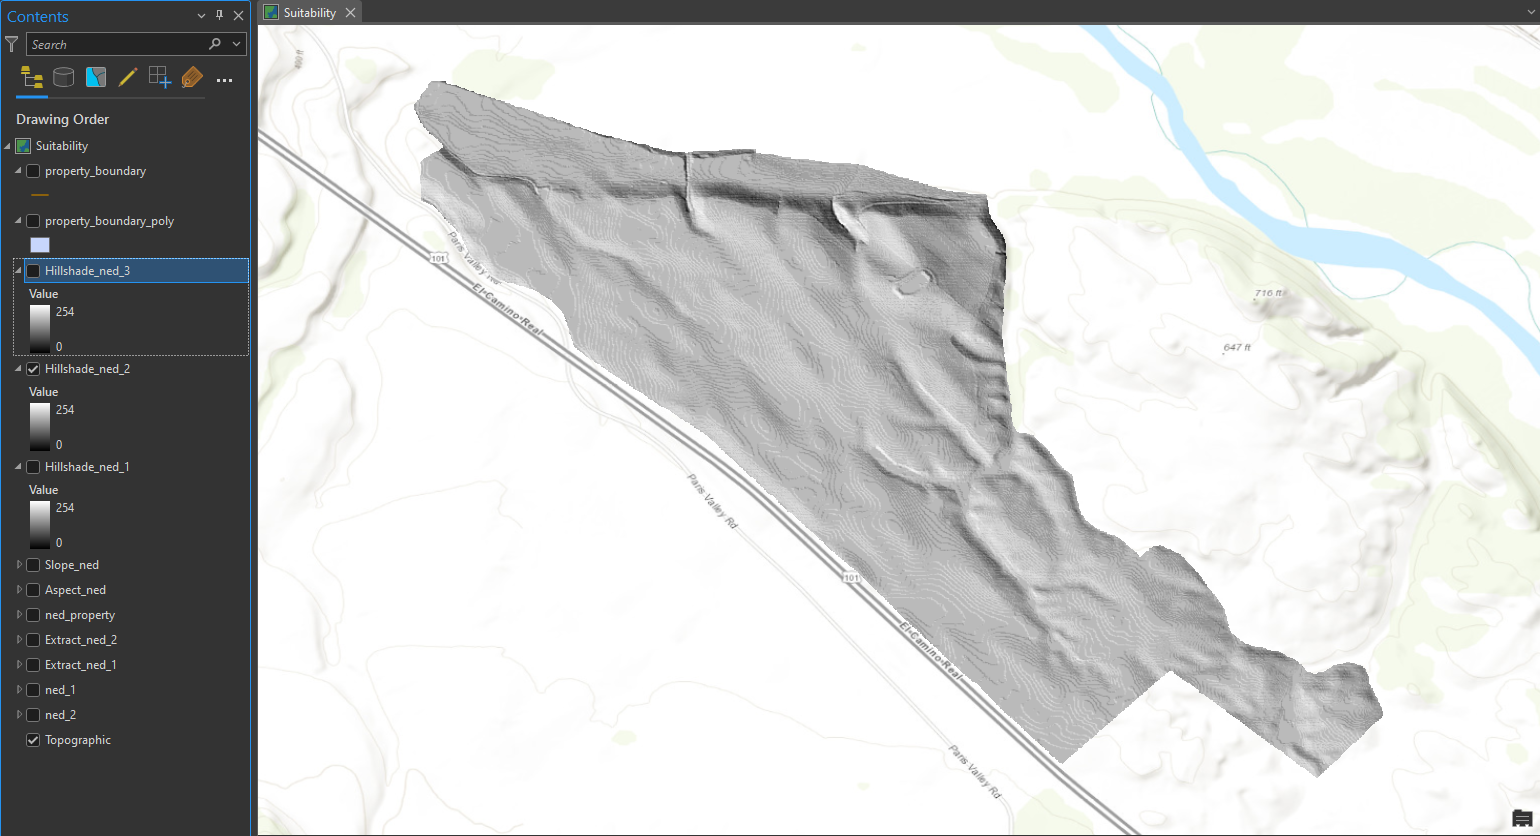 Contents
Search
Drawing Order
Suitability
property_boundary
property_boundary_poly
Hillshade_ned_3
Value
254
0
Hillshade_ned_2
Value
254
0
Hillshade_ned_1
Value
254
0
Slope_ned
Aspect_ned
ned_property
Extract_ned_2
Extract_ned_1
ned_1
ned_2
Topographic
Suitability
Paris Valley
101
El-Camino-Real
716 ft
647 ft
Paris Valley Rd
101
El-Camino-Real
Paris Valley Rd